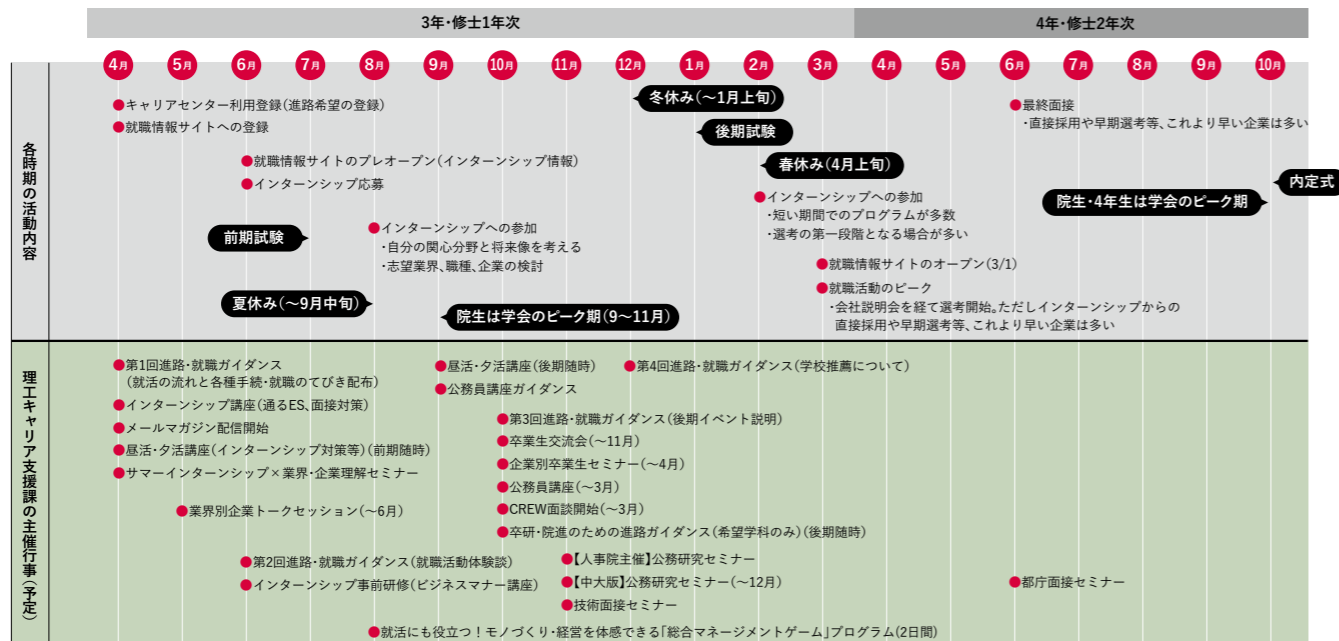 3年・修士1年次
4年・修士2年次
4月
5月
6月
7月
8月
9月
10月
11月
12月
1月
2月
3月
4月
5月
6月
7月
8月
9月
10月
各時期の活動内容
●キャリアセンター利用登録(進路希望の登録)
●就職情報サイトへの登録
●就職情報サイトのプレオープン(インターンシップ情報)
●インターンシップ応募
前期試験
●インターンシップへの参加
・自分の関心分野と将来像を考える
・志望業界、職種、企業の検討
夏休み(〜9月中旬)
院生は学会のピーク期(9〜11月)
冬休み(〜1月上旬)
後期試験
春休み(4月上旬)
●インターンシップへの参加
・短い期間でのプログラムが多数
・選考の第一段階となる場合が多い
●就職情報サイトのオープン(3/1)
●就職活動のピーク
・会社説明会を経て選考開始。ただしインターンシップからの
直接採用や早期選考等、これより早い企業は多い
●最終面接
・直接採用や早期選考等、これより早い企業は多い
内定式
院生・4年生は学会のピーク期
理工キャリア支援課の主催行事(予定)
●第1回進路・就職ガイダンス
(就活の流れと各種手続・就職のてびき配布)
●インターンシップ講座(通るES、面接対策)
●メールマガジン配信開始
●昼活・夕活講座(インターンシップ対策等)(前期随時)
●サマーインターンシップ×業界・企業理解セミナー
●業界別企業トークセッション(〜6月)
●第2回進路・就職ガイダンス(就職活動体験談)
●インターンシップ事前研修(ビジネスマナー講座)
●就活にも役立つ！モノづくり・経営を体感できる「総合マネージメントゲーム」プログラム(2日間)
●昼活・夕活講座(後期随時)
●公務員講座ガイダンス
●第3回進路・就職ガイダンス(後期イベント説明)
●卒業生交流会(〜11月)
●企業別卒業生セミナー(〜4月)
●公務員講座(〜3月)
●CREW面談開始(〜3月)
●卒研・院進のための進路ガイダンス(希望学科のみ)(後期随時)
●【人事院主催】公務研究セミナー
●【中大版】公務研究セミナー(〜12月)
●技術面接セミナー
●第4回進路・就職ガイダンス(学校推薦について)
●都庁面接セミナー